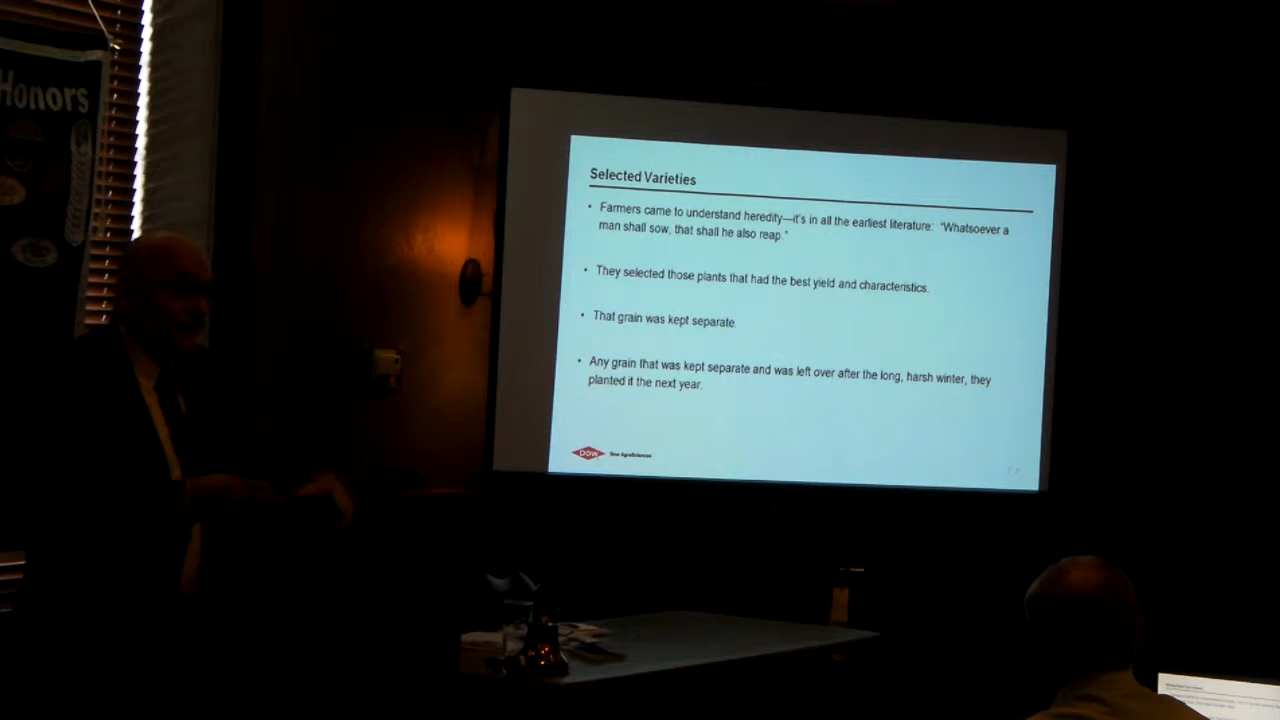 Honors
Selected Varieties
• Farmers came to understand heredity—it's in all the earliest literature: "Whatsoever a
man shall sow, that shall he also reap."
• They selected those plants that had the best yield and characteristics.
• That grain was kept separate.
• Any grain that was kept separate and was left over after the long, harsh winter, they
planted it the next year.
DOW Dow AgroSciences